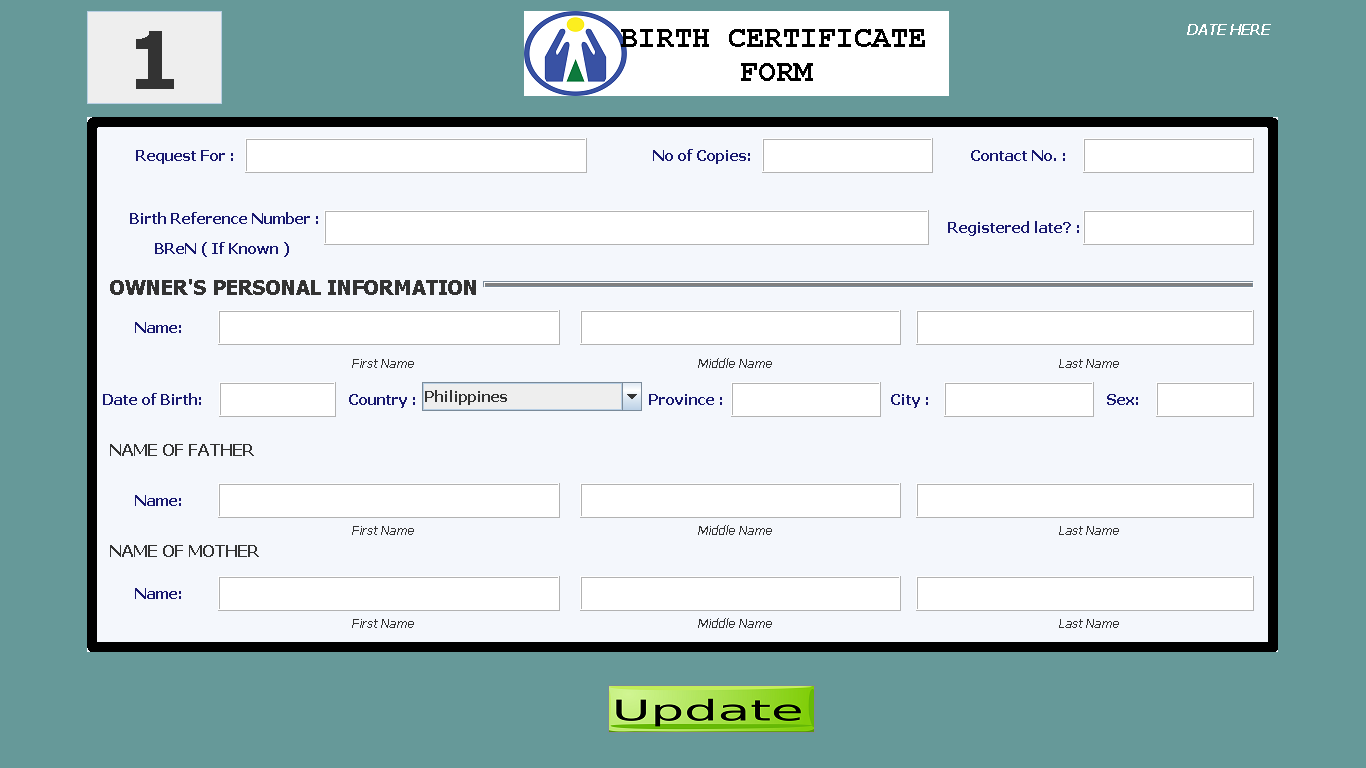 1
BIRTH CERTIFICATE
FORM
DATE HERE
Request For :
No of Copies:
Contact No. :
Birth Reference Number :
BReN ( If Known )
Registered late? :
OWNER'S PERSONAL INFORMATION
Name:
First Name
Middle Name
Last Name
Date of Birth:
Country :
Philippines
Province :
City :
Sex:
NAME OF FATHER
Name:
First Name
Middle Name
Last Name
NAME OF MOTHER
Name:
First Name
Middle Name
Last Name
Update